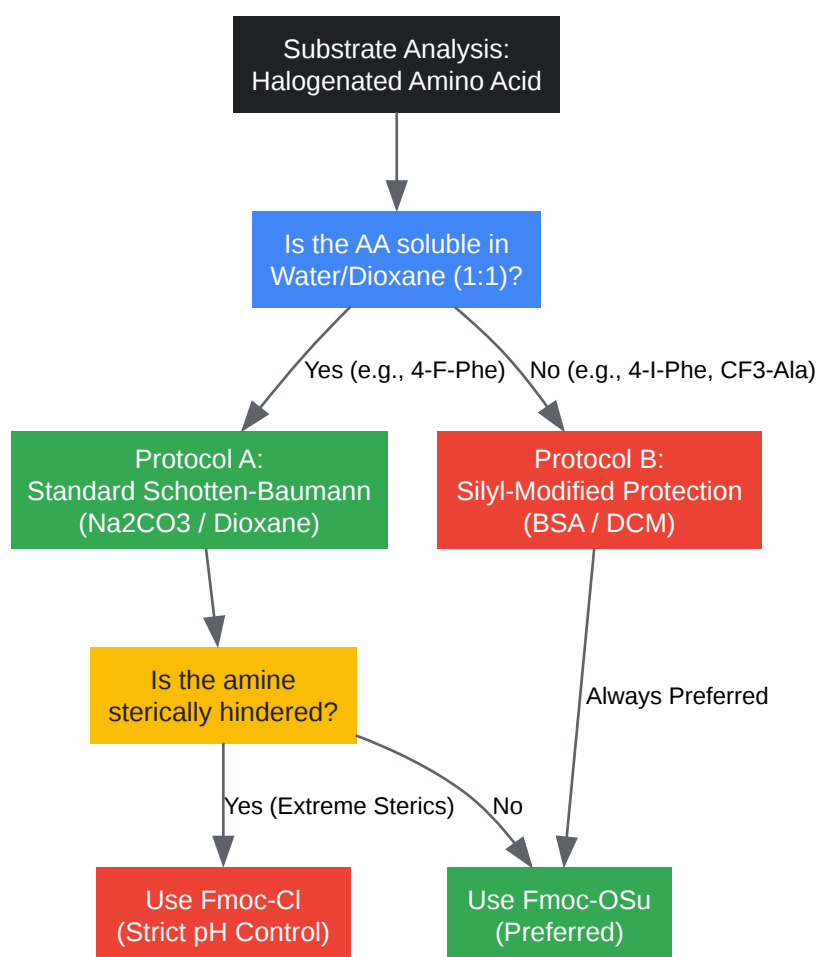 Substrate Analysis:
Halogenated Amino Acid
Is the AA soluble in
Water/Dioxane (1:1)?
Yes (e.g., 4-F-Phe)
No (e.g., 4-I-Phe, CF3-Ala)
Protocol A:
Standard Schotten-Baumann
(Na2CO3 / Dioxane)
Protocol B:
Silyl-Modified Protection
(BSA / DCM)
Is the amine
sterically hindered?
Always Preferred
Yes (Extreme Sterics)
No
Use Fmoc-Cl
(Strict pH Control)
Use Fmoc-OSu
(Preferred)